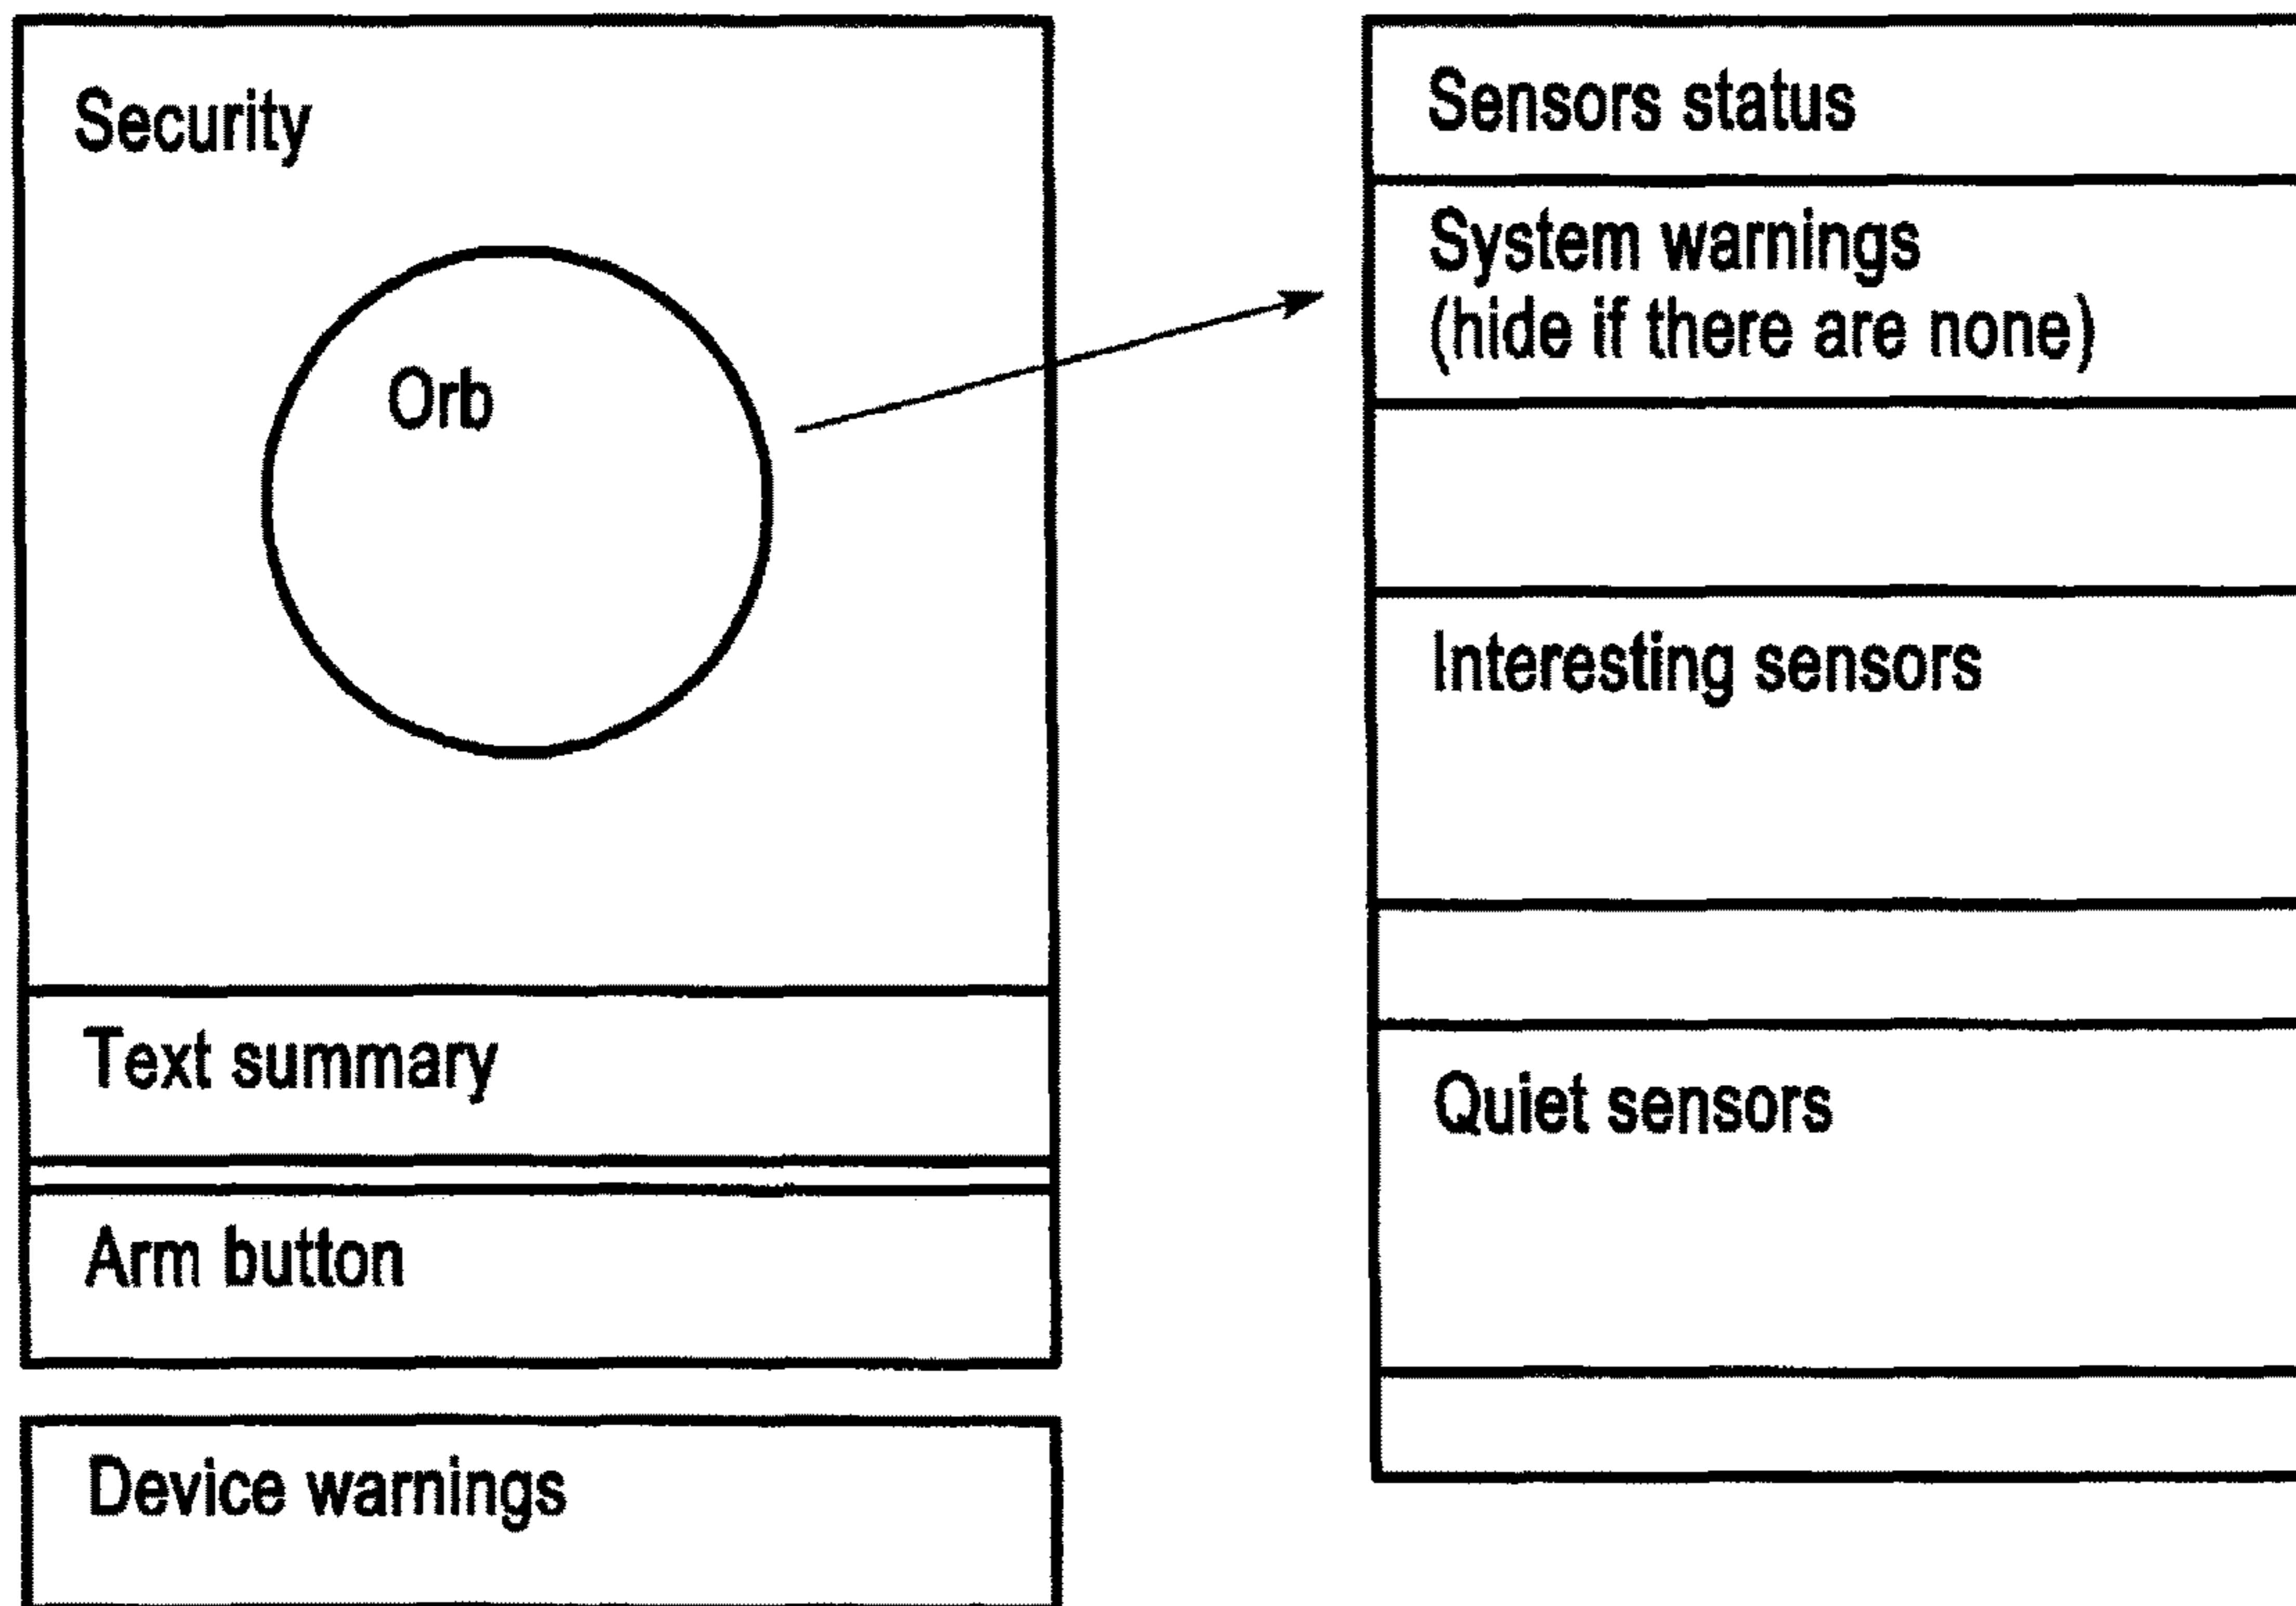 Security
Orb
Text summary
Arm button
Device warnings
Sensors status
System warnings
(hide if there are none)
Interesting sensors
Quiet sensors